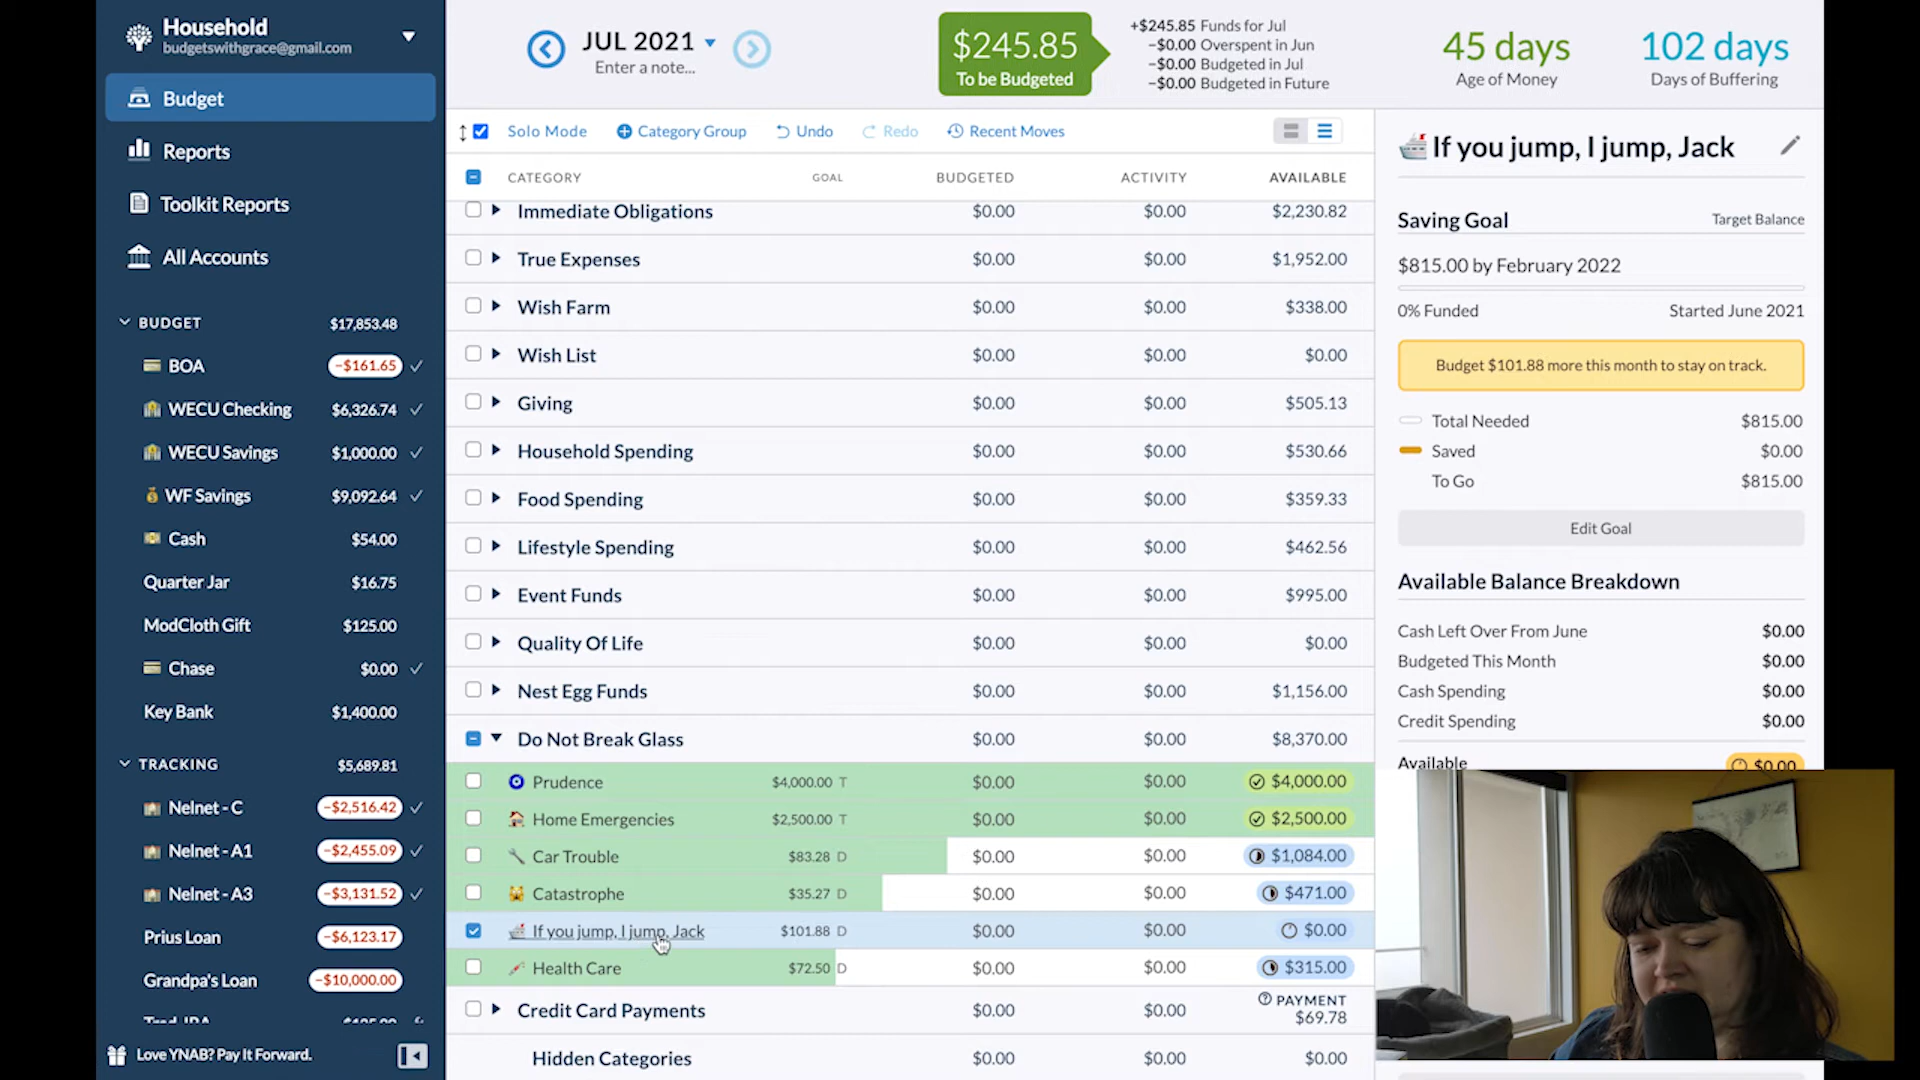 Household
budgetswithgrace@gmail.com
Budget
Reports
Toolkit Reports
All Accounts
BUDGET $17,853.48
BOA -$161.65
WECU Checking $6,326.74
WECU Savings $1,000.00
WF Savings $9,092.64
Cash $54.00
Quarter Jar $16.75
ModCloth Gift $125.00
Chase $0.00
Key Bank $1,400.00
TRACKING $5,689.81
Nelnet - C -$2,516.42
Nelnet - A1 -$2,455.09
Nelnet - A3 -$3,131.52
Prius Loan -$6,123.17
Grandpa's Loan -$10,000.00
Love YNAB? Pay It Forward.
JUL 2021
Enter a note...
$245.85
To be Budgeted
+$245.85 Funds for Jul
-$0.00 Overspent in Jun
-$0.00 Budgeted in Jul
-$0.00 Budgeted in Future
45 days
Age of Money
102 days
Days of Buffering
Solo Mode Category Group Undo Redo Recent Moves
CATEGORY GOAL BUDGETED ACTIVITY AVAILABLE
Immediate Obligations $0.00 $0.00 $2,230.82
True Expenses $0.00 $0.00 $1,952.00
Wish Farm $0.00 $0.00 $338.00
Wish List $0.00 $0.00 $0.00
Giving $0.00 $0.00 $505.13
Household Spending $0.00 $0.00 $530.66
Food Spending $0.00 $0.00 $359.33
Lifestyle Spending $0.00 $0.00 $462.56
Event Funds $0.00 $0.00 $995.00
Quality Of Life $0.00 $0.00 $0.00
Nest Egg Funds $0.00 $0.00 $1,156.00
Do Not Break Glass $0.00 $0.00 $8,370.00
Prudence $4,000.00 T $0.00 $0.00 $4,000.00
Home Emergencies $2,500.00 T $0.00 $0.00 $2,500.00
Car Trouble $83.28 D $0.00 $0.00 $1,084.00
Catastrophe $35.27 D $0.00 $0.00 $471.00
If you jump, I jump, Jack $101.88 D $0.00 $0.00 $0.00
Health Care $72.50 D $0.00 $0.00 $315.00
Credit Card Payments $0.00 $0.00 PAYMENT
$69.78
Hidden Categories $0.00 $0.00 $0.00
If you jump, I jump, Jack
Saving Goal Target Balance
$815.00 by February 2022
0% Funded Started June 2021
Budget $101.88 more this month to stay on track.
Total Needed $815.00
Saved $0.00
To Go $815.00
Edit Goal
Available Balance Breakdown
Cash Left Over From June $0.00
Budgeted This Month $0.00
Cash Spending $0.00
Credit Spending $0.00
Available $0.00